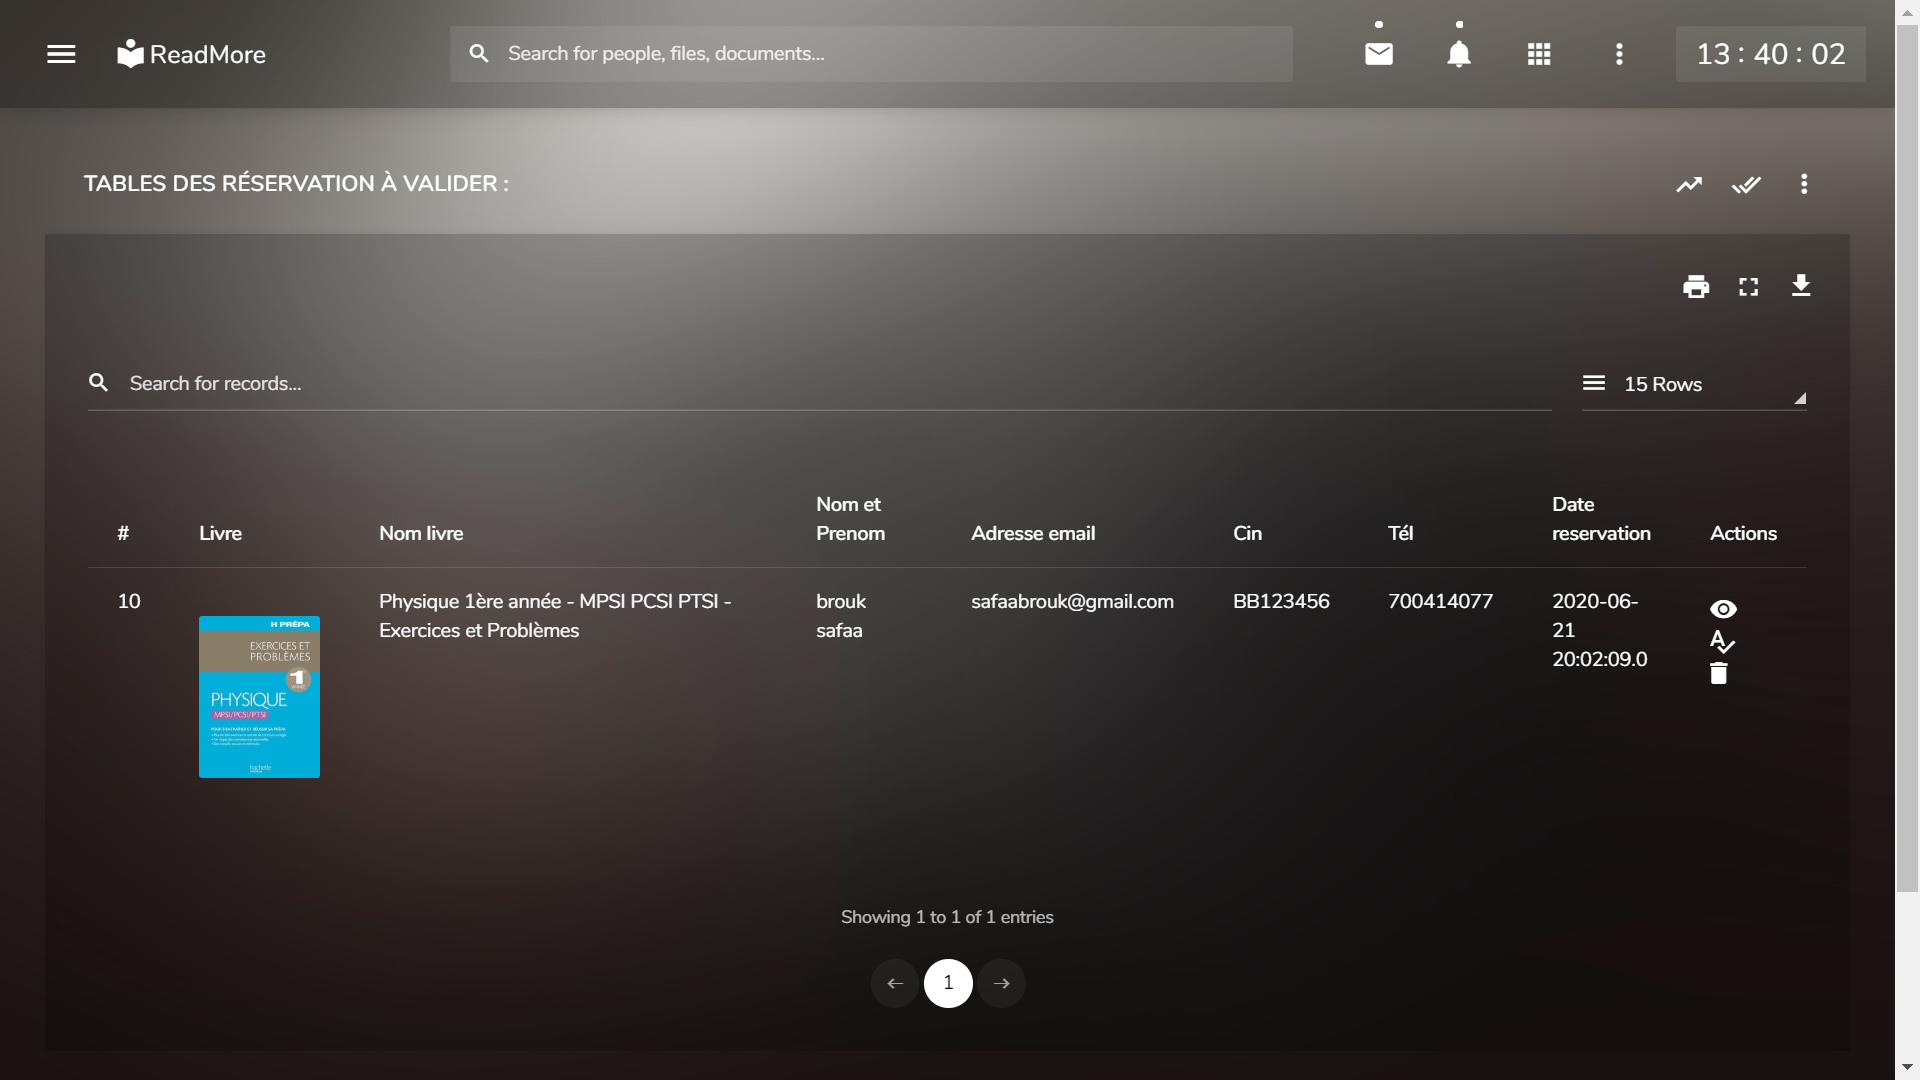 ReadMore
Search for people, files, documents...
13 : 40 : 02
TABLES DES RÉSERVATION À VALIDER :
Search for records...
15 Rows
# Livre Nom livre Nom et Prenom Adresse email Cin Tél Date reservation Actions
10
H PRÉPA
EXERCICES ET
PROBLÈMES
1
PHYSIQUE
MPSI/PCSI/PTSI
hachette
Physique 1ère année - MPSI PCSI PTSI -
Exercices et Problèmes
brouk
safaa
safaabrouk@gmail.com
BB123456
700414077
2020-06-
21
20:02:09.0
Showing 1 to 1 of 1 entries
1